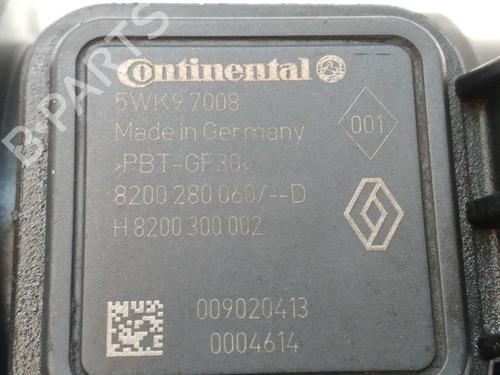 B-PARTS
Continental
5WK9 7008
Made in Germany
001
>PBT-GF30<
8200 280 060/--D
H 8200 300 002
009020413
0004614